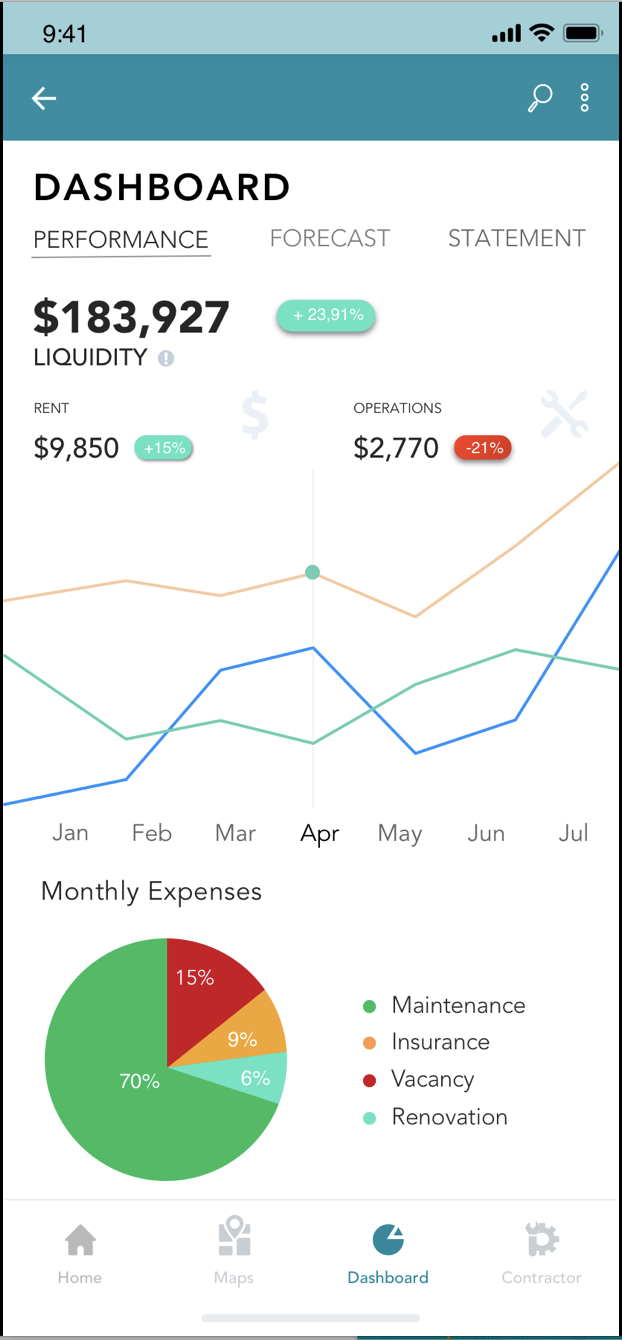 9:41
DASHBOARD
PERFORMANCE FORECAST STATEMENT
$183,927 + 23,91%
LIQUIDITY
RENT OPERATIONS
$9,850 +15% $2,770 -21%
Jan Feb Mar Apr May Jun Jul
Monthly Expenses
15%
9%
6%
70%
Maintenance
Insurance
Vacancy
Renovation
Home Maps Dashboard Contractor